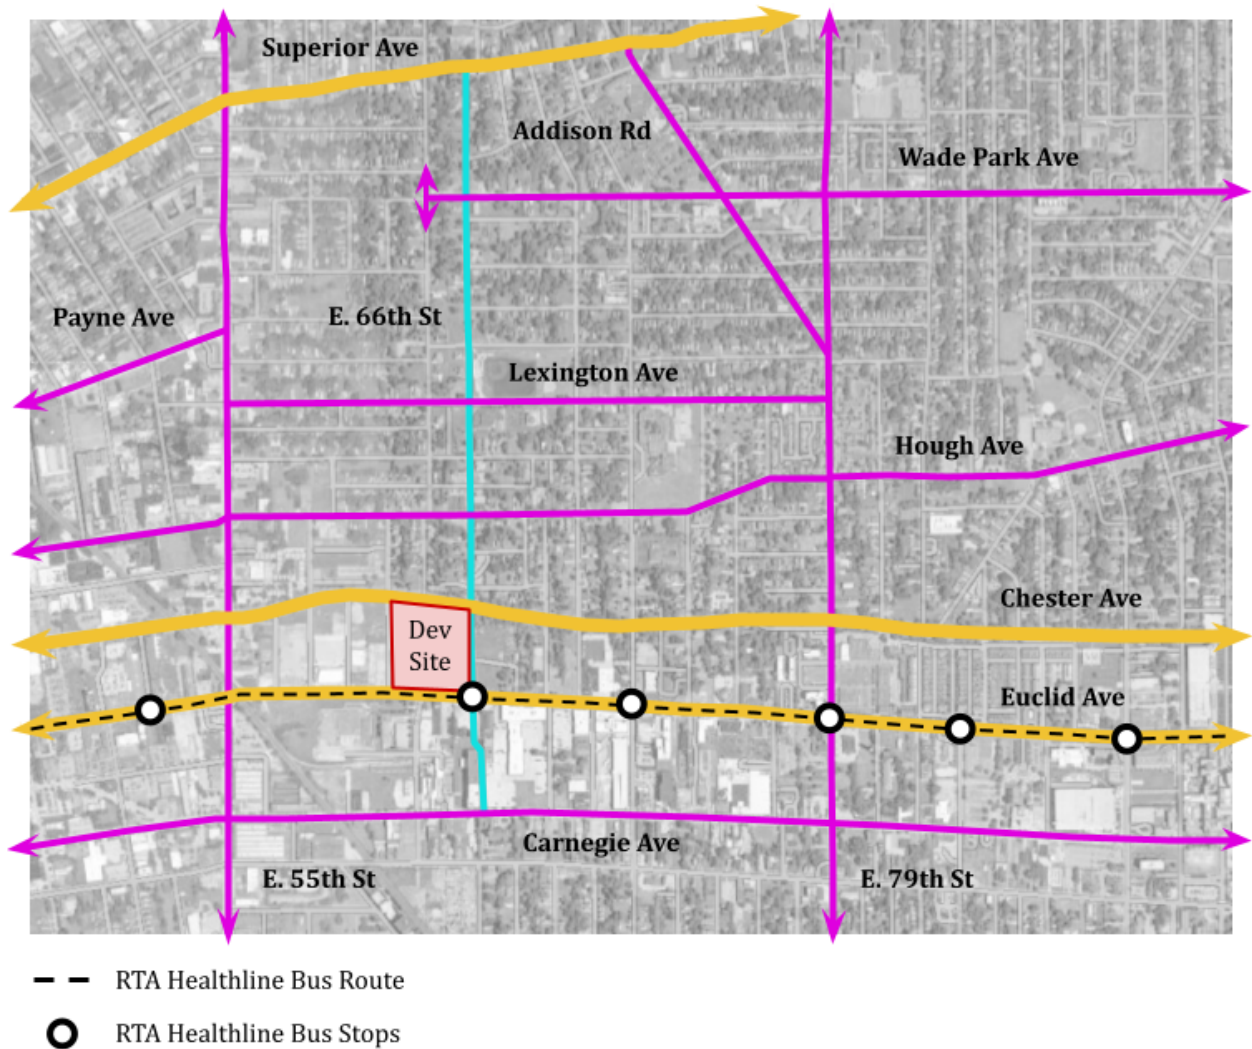 Superior Ave
Addison Rd
Wade Park Ave
Payne Ave
E. 66th St
Lexington Ave
Hough Ave
Chester Ave
Dev
Site
Euclid Ave
Carnegie Ave
E. 55th St
E. 79th St
RTA Healthline Bus Route
RTA Healthline Bus Stops